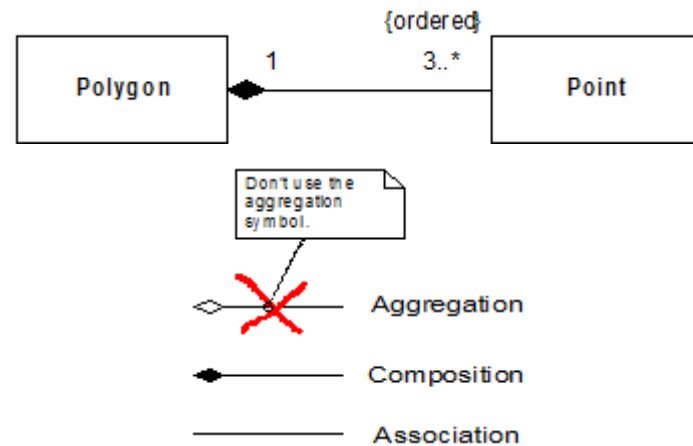 {ordered}
1 3..*
Polygon Point
Don't use the
aggregation
symbol.
Aggregation
Composition
Association